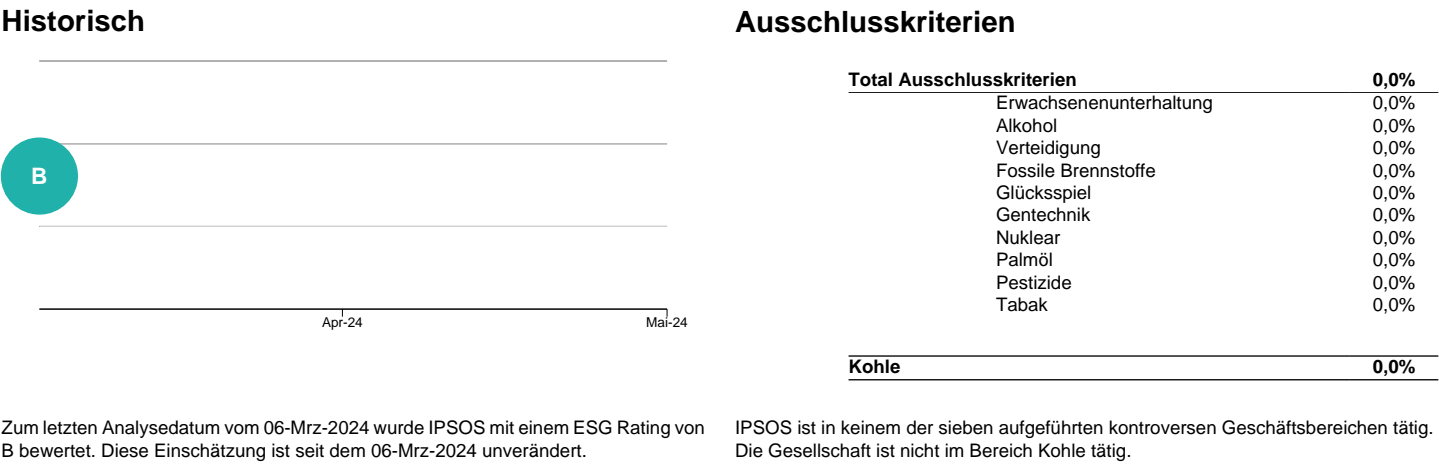 Historisch
B
Apr-24
Mai-24
Zum letzten Analysedatum vom 06-Mrz-2024 wurde IPSOS mit einem ESG Rating von
B bewertet. Diese Einschätzung ist seit dem 06-Mrz-2024 unverändert.
Ausschlusskriterien
Total Ausschlusskriterien 0,0%
Erwachsenenunterhaltung 0,0%
Alkohol 0,0%
Verteidigung 0,0%
Fossile Brennstoffe 0,0%
Glücksspiel 0,0%
Gentechnik 0,0%
Nuklear 0,0%
Palmöl 0,0%
Pestizide 0,0%
Tabak 0,0%
Kohle 0,0%
IPSOS ist in keinem der sieben aufgeführten kontroversen Geschäftsbereichen tätig.
Die Gesellschaft ist nicht im Bereich Kohle tätig.